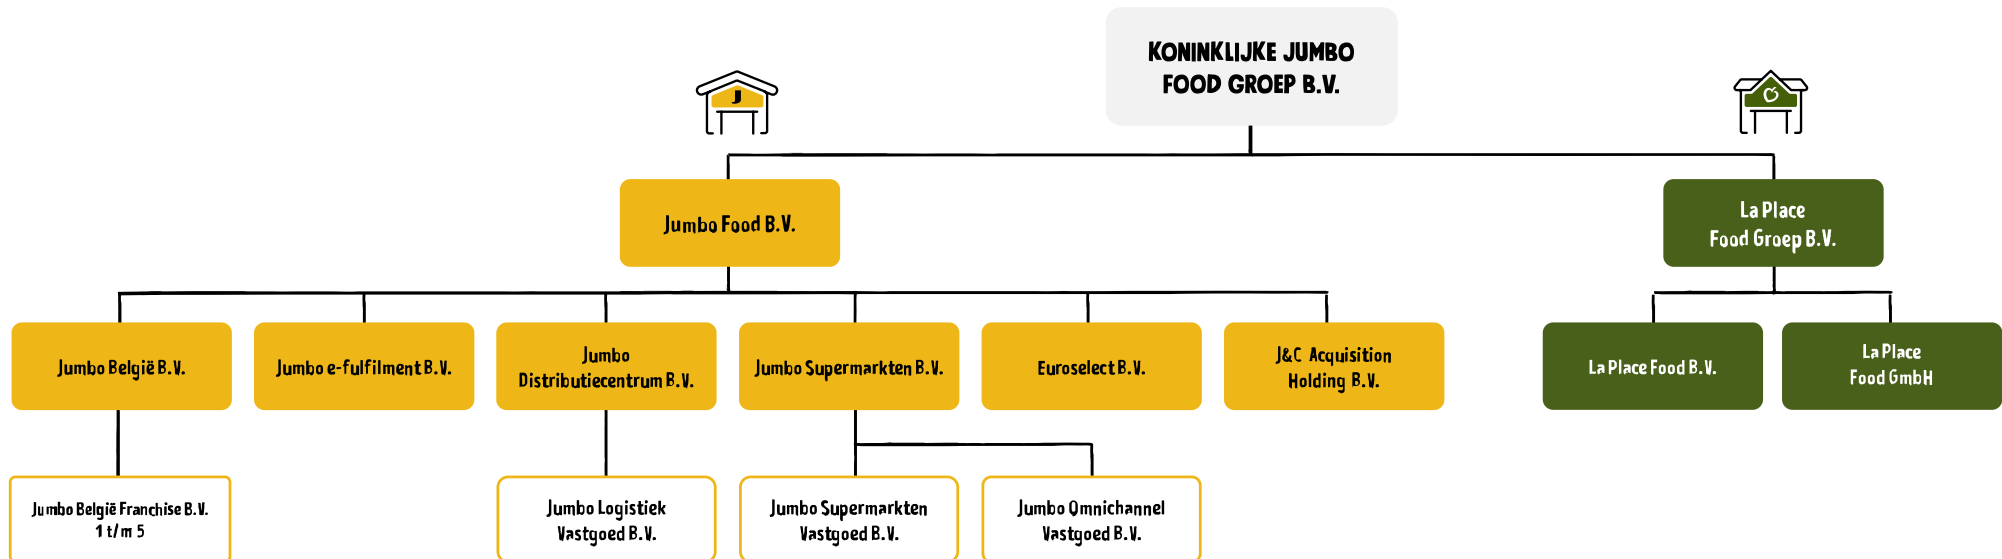 KONINKLIJKE JUMBO
FOOD GROEP B.V.
J
Jumbo Food B.V.
La Place
Food Groep B.V.
Jumbo België B.V.
Jumbo e-fulfilment B.V.
Jumbo
Distributiecentrum B.V.
Jumbo Supermarkten B.V.
Euroselect B.V.
J&C Acquisition
Holding B.V.
La Place Food B.V.
La Place
Food GmbH
Jumbo België Franchise B.V.
1 t/m 5
Jumbo Logistiek
Vastgoed B.V.
Jumbo Supermarkten
Vastgoed B.V.
Jumbo Omnichannel
Vastgoed B.V.